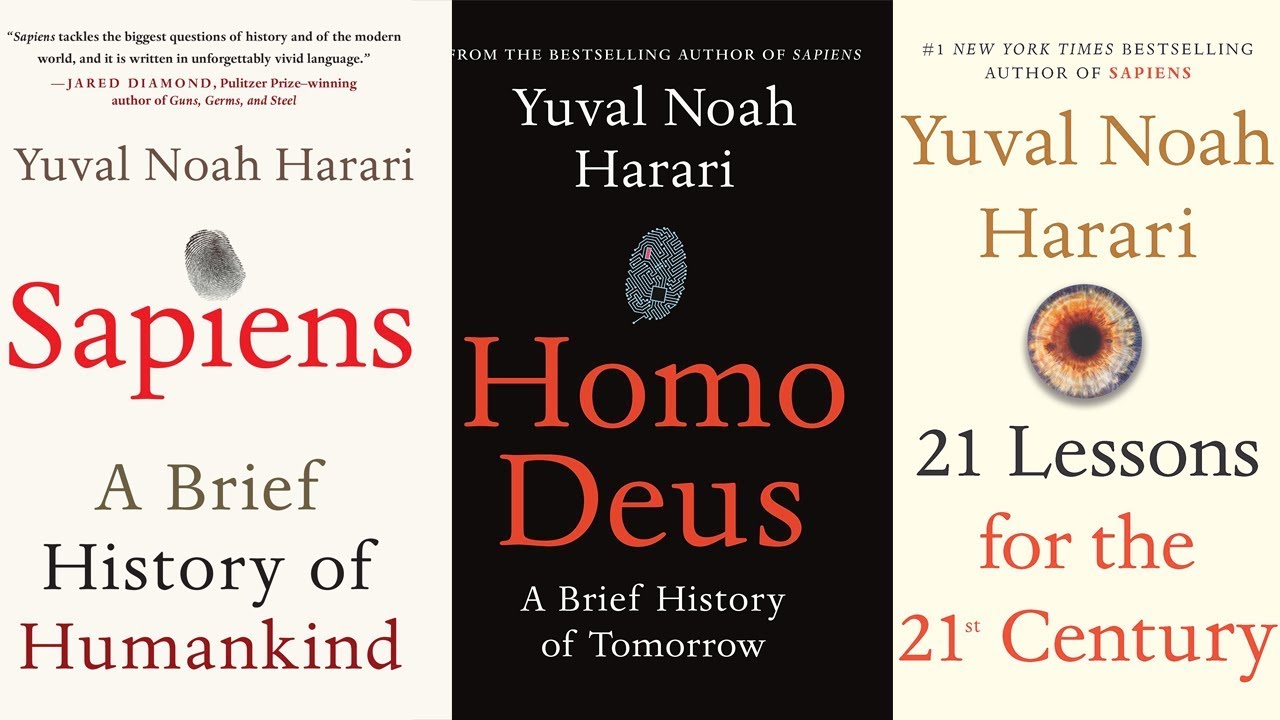 “Sapiens tackles the biggest questions of history and of the modern
world, and it is written in unforgettably vivid language.”
—JARED DIAMOND, Pulitzer Prize–winning
author of Guns, Germs, and Steel
Yuval Noah Harari
Sapiens
A Brief
History of
Humankind
FROM THE BESTSELLING AUTHOR OF SAPIENS
Yuval Noah
Harari
Homo
Deus
A Brief History
of Tomorrow
#1 NEW YORK TIMES BESTSELLING
AUTHOR OF SAPIENS
Yuval Noah
Harari
21 Lessons
for the
21st Century